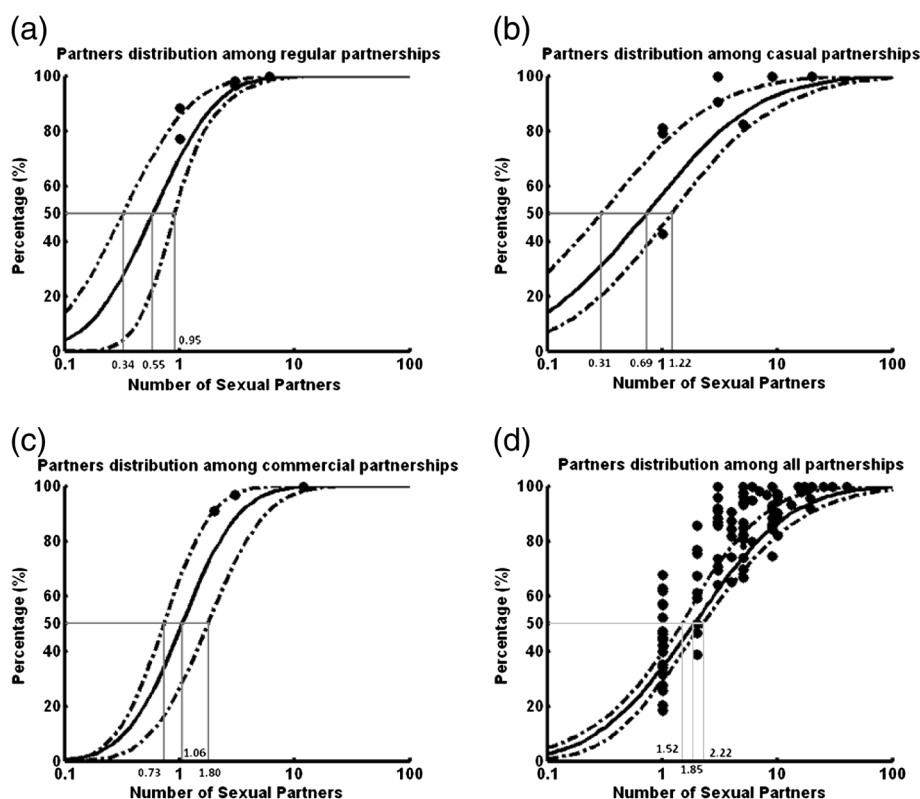 (a)
Partners distribution among regular partnerships
100
80
60
50
40
20
0
Percentage (%)
0.95
0.1 0.34 0.55 1 10 100
Number of Sexual Partners
(b)
Partners distribution among casual partnerships
100
80
60
50
40
20
0
Percentage (%)
0.1 0.31 0.69 1 1.22 10 100
Number of Sexual Partners
(c)
Partners distribution among commercial partnerships
100
80
60
50
40
20
0
Percentage (%)
1.06
0.1 0.73 1 1.80 10 100
Number of Sexual Partners
(d)
Partners distribution among all partnerships
100
80
60
50
40
20
0
Percentage (%)
1.52 2.22
0.1 1 1.85 10 100
Number of Sexual Partners